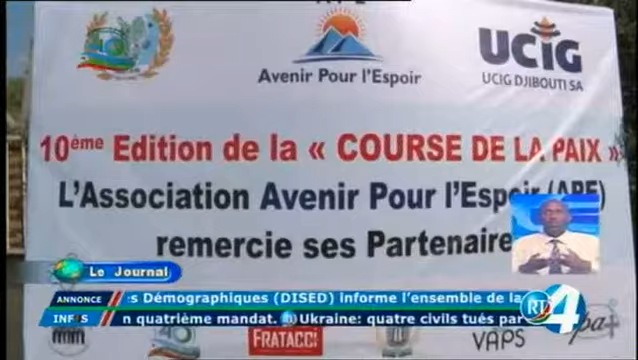 APE
Avenir Pour l'Espoir
UCIG
UCIG DJIBOUTI SA
10ème Edition de la « COURSE DE LA PAIX »
L'Association Avenir Pour l'Espoir (APE)
remercie ses Partenaire
Le Journal
ANNONCE
s Démographiques (DISED) informe l'ensemble de la
INF S
n quatrième mandat. Ukraine: quatre civils tués par
RTD 4
FRATACCI
VAPS